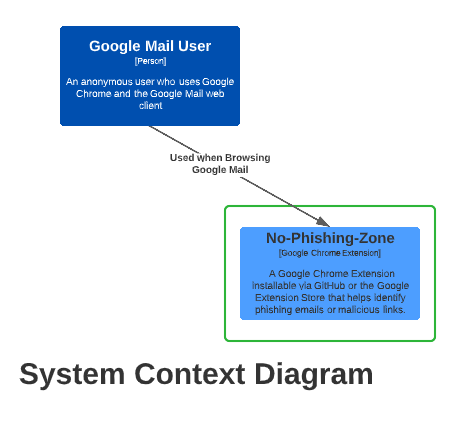 Google Mail User
[Person]
An anonymous user who uses Google
Chrome and the Google Mail web
client
Used when Browsing
Google Mail
No-Phishing-Zone
[Google Chrome Extension]
A Google Chrome Extension
Installable via GitHub or the Google
Extension Store that helps identify
phishing emails or malicious links.
System Context Diagram